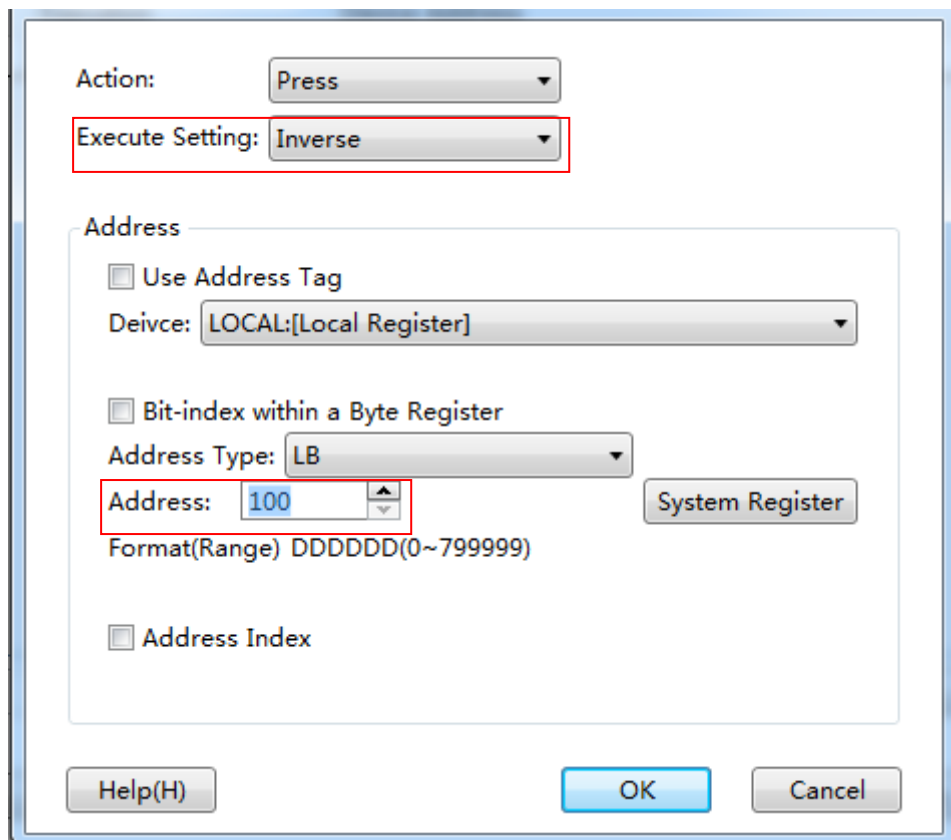 Action: Press
Execute Setting: Inverse
Address
Use Address Tag
Deivce: LOCAL:[Local Register]
Bit-index within a Byte Register
Address Type: LB
Address: 100 System Register
Format(Range) DDDDDD(0~799999)
Address Index
Help(H) OK Cancel